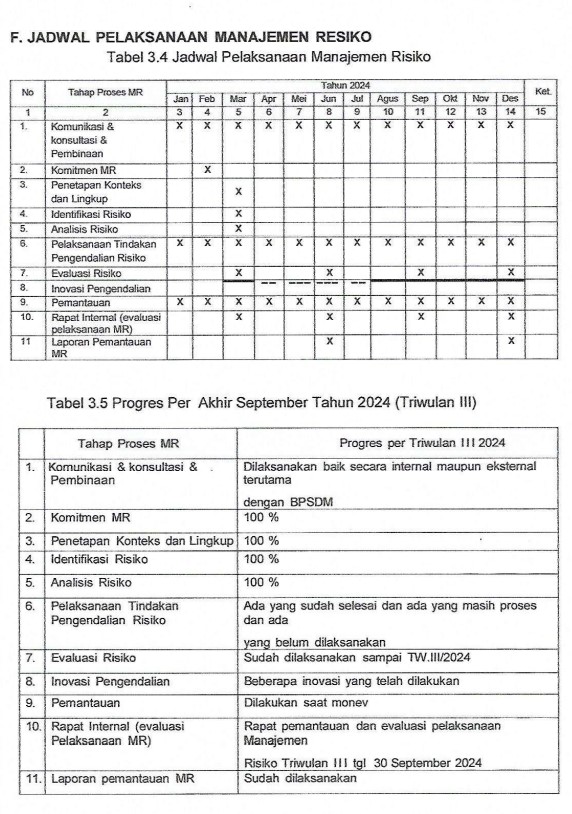 F. JADWAL PELAKSANAAN MANAJEMEN RESIKO
Tabel 3.4 Jadwal Pelaksanaan Manajemen Risiko
No Tahap Proses MR Tahun 2024 Ket.
Jan Feb Mar Apr Mei Jun Jul Agus Sep Okt Nov Des
1 2 3 4 5 6 7 8 9 10 11 12 13 14 15
1. Komunikasi & X X X X X X X X X X X X
konsultasi &
Pembinaan
2. Komitmen MR X
3. Penetapan Konteks
dan Lingkup X
4. Identifikasi Risiko X
5. Analisis Risiko X
6. Pelaksanaan Tindakan X X X X X X X X X X X X
Pengendalian Risiko
7. Evaluasi Risiko X X X X
8. Inovasi Pengendalian
9. Pemantauan X X X X X X X X X X X X
10. Rapat Internal (evaluasi X X X X
pelaksanaan MR)
11 Laporan Pemantauan X X
MR
Tabel 3.5 Progres Per Akhir September Tahun 2024 (Triwulan III)
Tahap Proses MR Progres per Triwulan III 2024
1. Komunikasi & konsultasi & Dilaksanakan baik secara internal maupun eksternal
Pembinaan terutama
dengan BPSDM
2. Komitmen MR 100 %
3. Penetapan Konteks dan Lingkup 100 %
4. Identifikasi Risiko 100 %
5. Analisis Risiko 100 %
6. Pelaksanaan Tindakan Ada yang sudah selesai dan ada yang masih proses
Pengendalian Risiko dan ada
yang belum dilaksanakan
7. Evaluasi Risiko Sudah dilaksanakan sampai TW.III/2024
8. Inovasi Pengendalian Beberapa inovasi yang telah dilakukan
9. Pemantauan Dilakukan saat monev
10. Rapat Internal (evaluasi Rapat pemantauan dan evaluasi pelaksanaan
Pelaksanaan MR) Manajemen
Risiko Triwulan III tgl 30 September 2024
11. Laporan pemantauan MR Sudah dilaksanakan